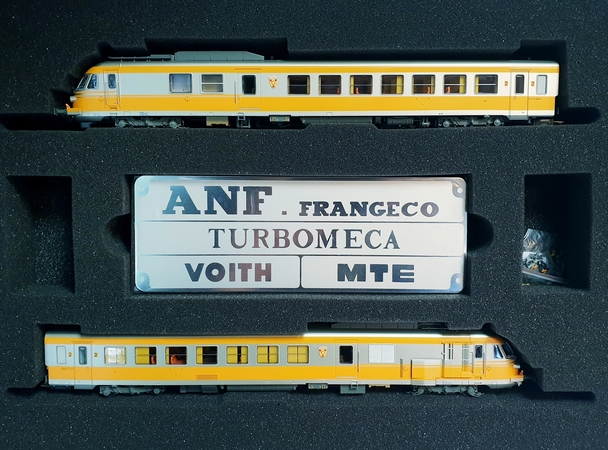 ANF. FRANGECO
TURBOMECA
VOITH MTE